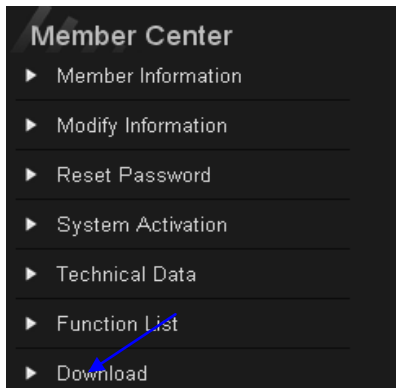 Member Center
Member Information
Modify Information
Reset Password
System Activation
Technical Data
Function List
Download